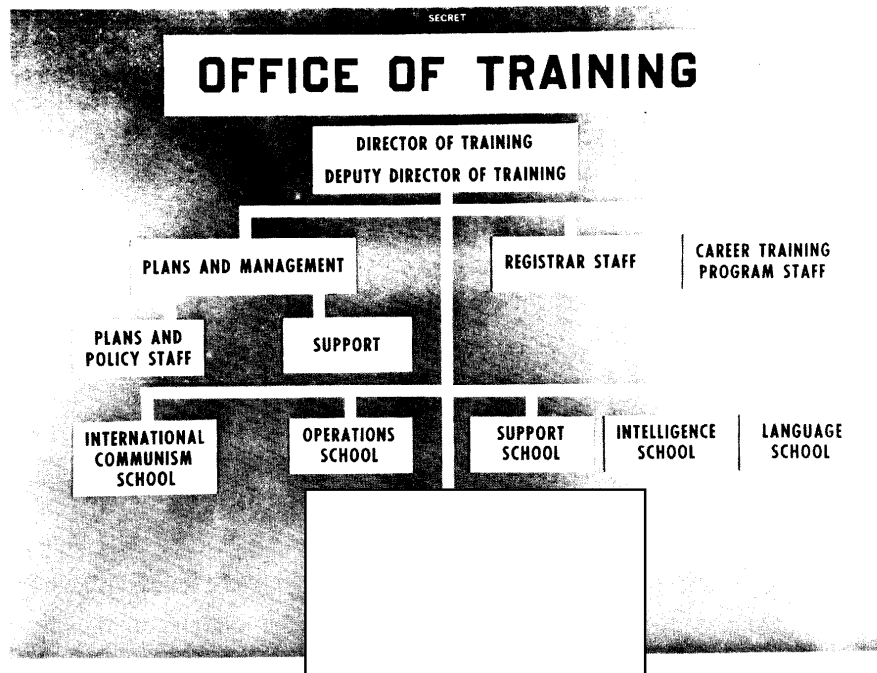 SECRET
OFFICE OF TRAINING
DIRECTOR OF TRAINING
DEPUTY DIRECTOR OF TRAINING
PLANS AND MANAGEMENT
REGISTRAR STAFF
CAREER TRAINING
PROGRAM STAFF
PLANS AND
POLICY STAFF
SUPPORT
INTERNATIONAL
COMMUNISM
SCHOOL
OPERATIONS
SCHOOL
SUPPORT
SCHOOL
INTELLIGENCE
SCHOOL
LANGUAGE
SCHOOL